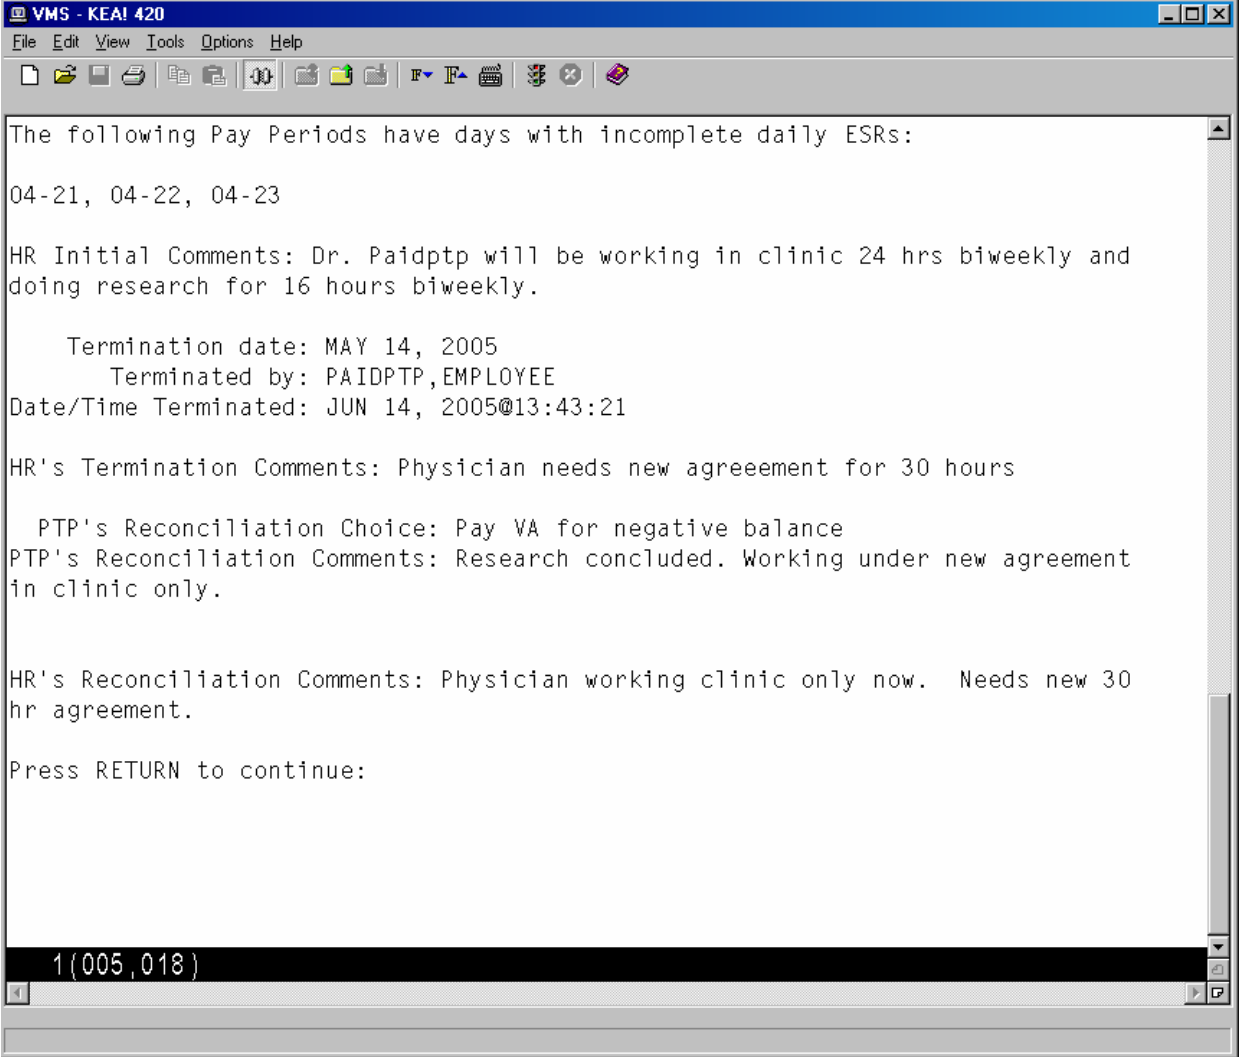 VMS - KEA! 420
File Edit View Tools Options Help
The following Pay Periods have days with incomplete daily ESRs:
04-21, 04-22, 04-23
HR Initial Comments: Dr. Paidptp will be working in clinic 24 hrs biweekly and
doing research for 16 hours biweekly.
Termination date: MAY 14, 2005
Terminated by: PAIDPTP,EMPLOYEE
Date/Time Terminated: JUN 14, 2005@13:43:21
HR's Termination Comments: Physician needs new agreeement for 30 hours
PTP's Reconciliation Choice: Pay VA for negative balance
PTP's Reconciliation Comments: Research concluded. Working under new agreement
in clinic only.
HR's Reconciliation Comments: Physician working clinic only now.  Needs new 30
hr agreement.
Press RETURN to continue:
1(005,018)